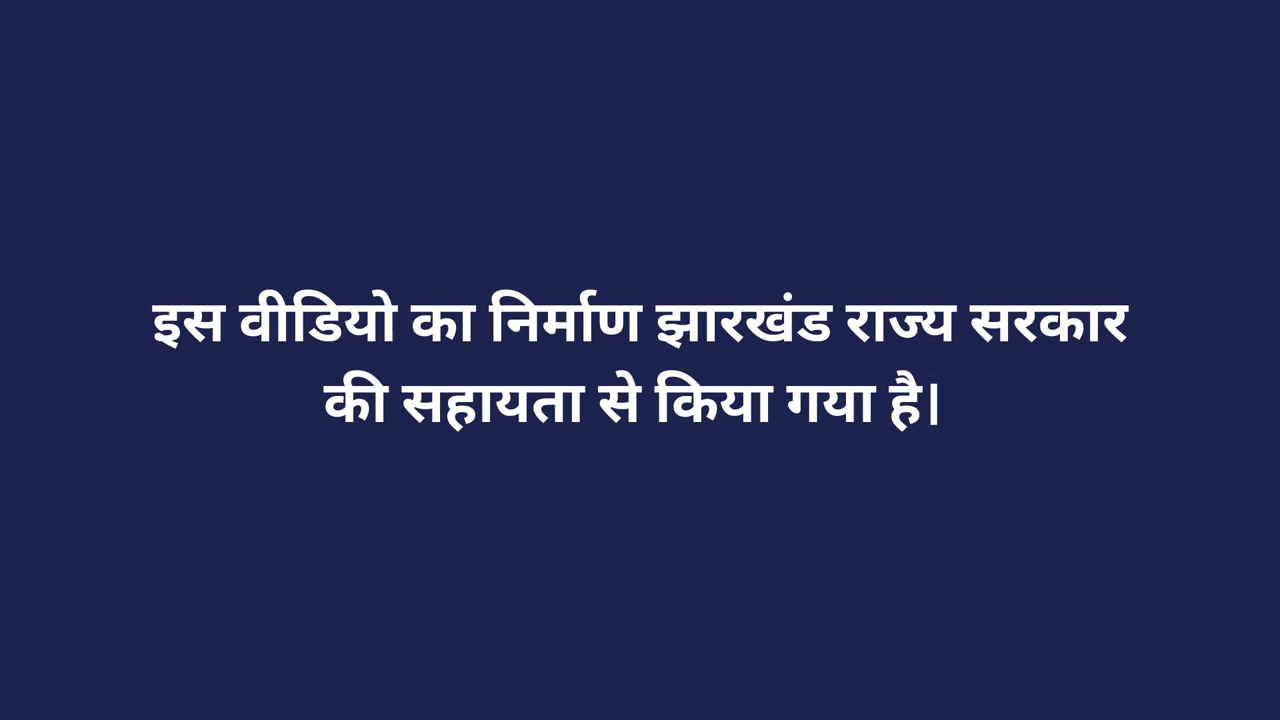 इस वीडियो का निर्माण झारखंड राज्य सरकार
की सहायता से किया गया है।